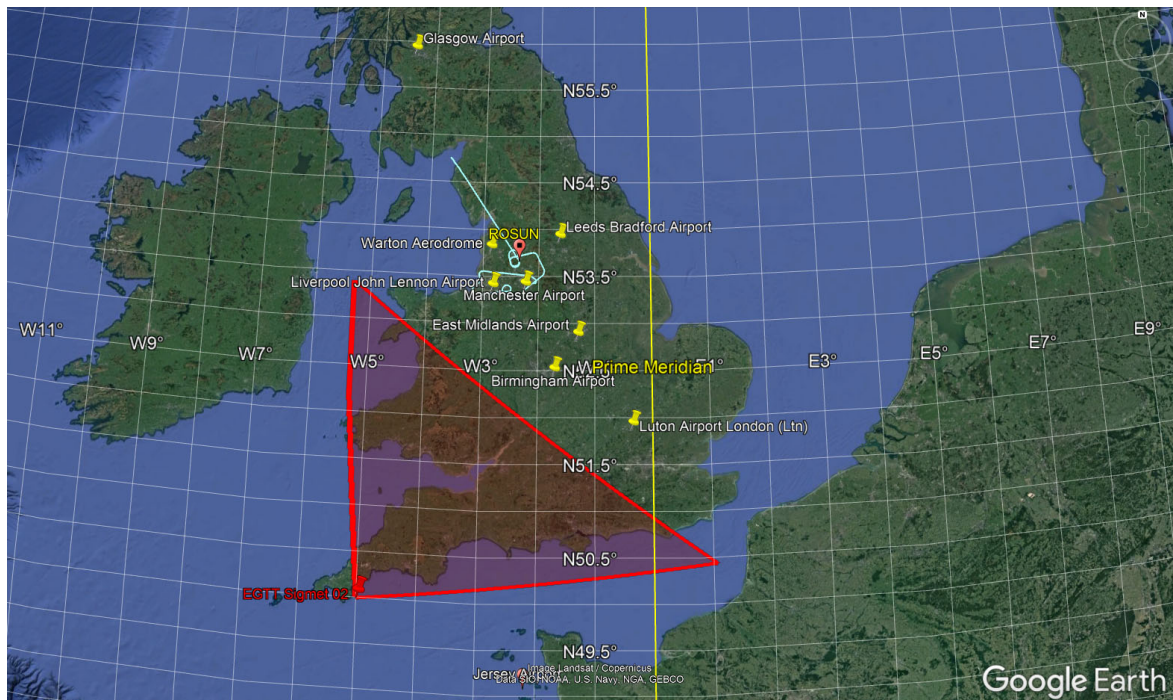 N
Glasgow Airport
N55.5°
N54.5°
ROSUN
Leeds Bradford Airport
Warton Aerodrome
N53.5°
Liverpool John Lennon Airport
Manchester Airport
East Midlands Airport
W11°
W9°
W7°
W5°
W3°
Prime Meridian
E1°
E3°
E5°
E7°
E9°
Birmingham Airport
Luton Airport London (Ltn)
N51.5°
N50.5°
EGTT Sigmet 02
N49.5°
Jersey Airport
Image Landsat / Copernicus
Data SIO, NOAA, U.S. Navy, NGA, GEBCO
Google Earth